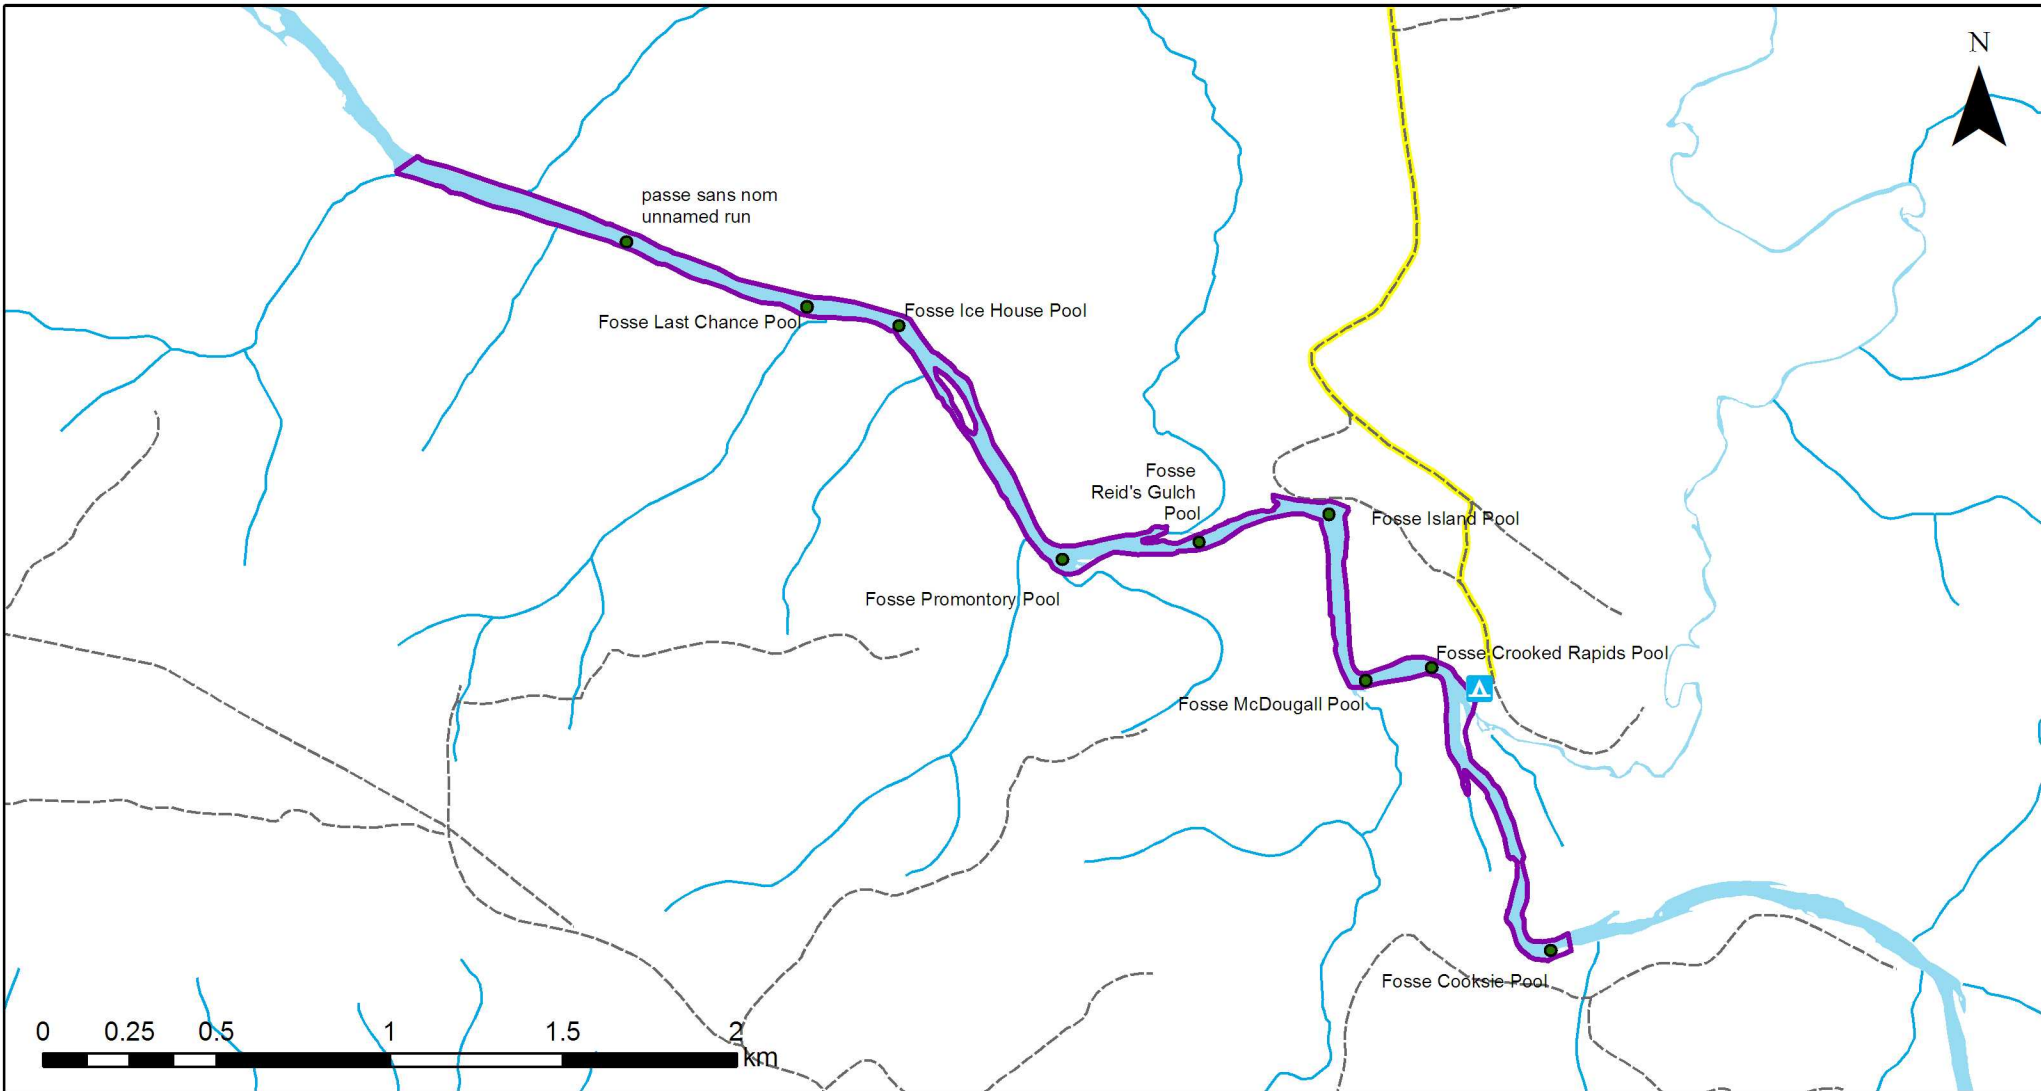 N
passe sans nom
unnamed run
Fosse Ice House Pool
Fosse Last Chance Pool
Fosse
Reid's Gulch
Pool
Fosse Island Pool
Fosse Promontory Pool
Fosse Crooked Rapids Pool
Fosse McDougall Pool
Fosse Cooksie Pool
0 0.25 0.5 1 1.5 2
km